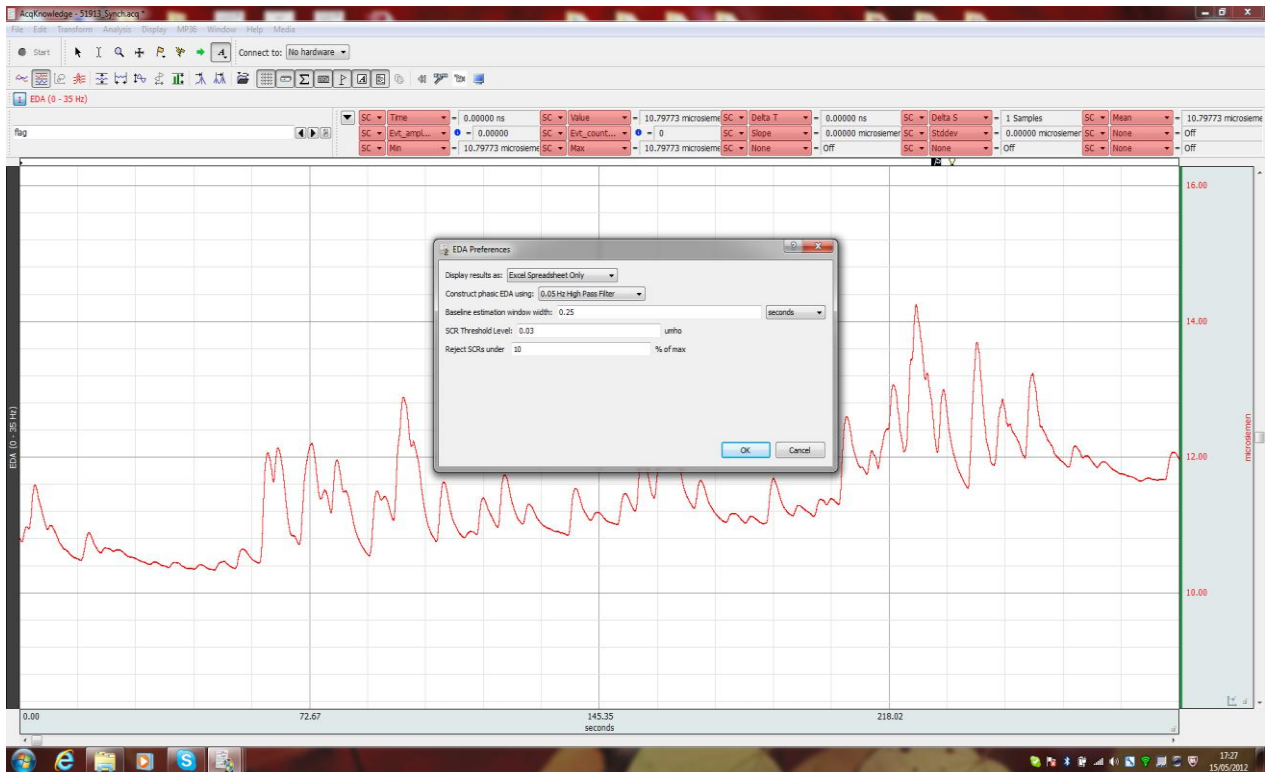 AcqKnowledge - 51913_Synch.acq *
File Edit Transform Analysis Display MP36 Window Help Media
Start Connect to: No hardware
EDA (0 - 35 Hz)
SC Time = 0.00000 ns SC Value = 10.79773 microsieme SC Delta T = 0.00000 ns SC Delta S = 1 Samples SC Mean = 10.79773 microsieme
flag SC Evt_ampl... = 0.00000 SC Evt_count... = 0 SC Slope = 0.00000 microsiemer SC Stddev = 0.00000 microsiemer SC None = Off
SC Min = 10.79773 microsieme SC Max = 10.79773 microsieme SC None = Off SC None = Off SC None = Off
16.00
EDA Preferences
Display results as: Excel Spreadsheet Only
Construct phasic EDA using: 0.05 Hz High Pass Filter
Baseline estimation window width: 0.25 seconds
SCR Threshold Level: 0.03 umho
Reject SCRs under 10 % of max
OK Cancel
14.00
EDA (0 - 35 Hz)
12.00
microsiemen
10.00
0.00 72.67 145.35 218.02
seconds
17:27
15/05/2012